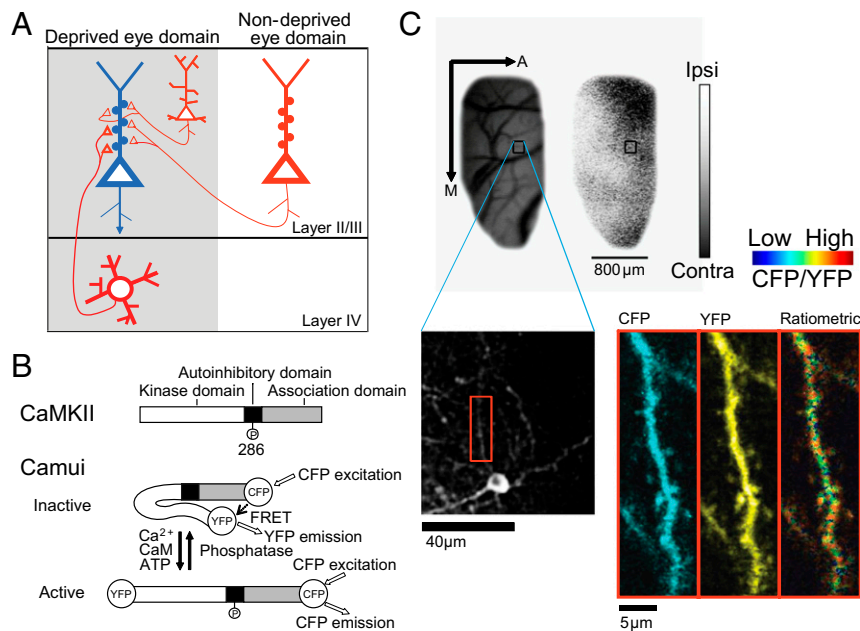 A
Deprived eye domain
Non-deprived
eye domain
Layer II/III
Layer IV
B
Autoinhibitory domain
Kinase domain
Association domain
CaMKII
P
286
Camui
Inactive
CFP
CFP excitation
FRET
YFP
YFP emission
Ca2+
CaM
ATP
Phosphatase
CFP excitation
Active
YFP
CFP
P
CFP emission
C
A
M
Ipsi
Contra
800 μm
Low High
CFP/YFP
40μm
CFP
YFP
Ratiometric
5μm